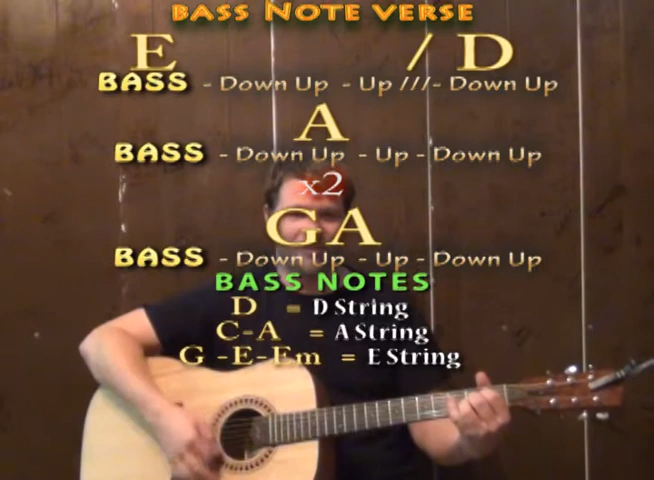 BASS NOTE VERSE
E / D
BASS - Down Up - Up ///- Down Up
A
BASS - Down Up - Up - Down Up
x2
GA
BASS - Down Up - Up - Down Up
BASS NOTES
D = D String
C-A = A String
G -E-Em = E String